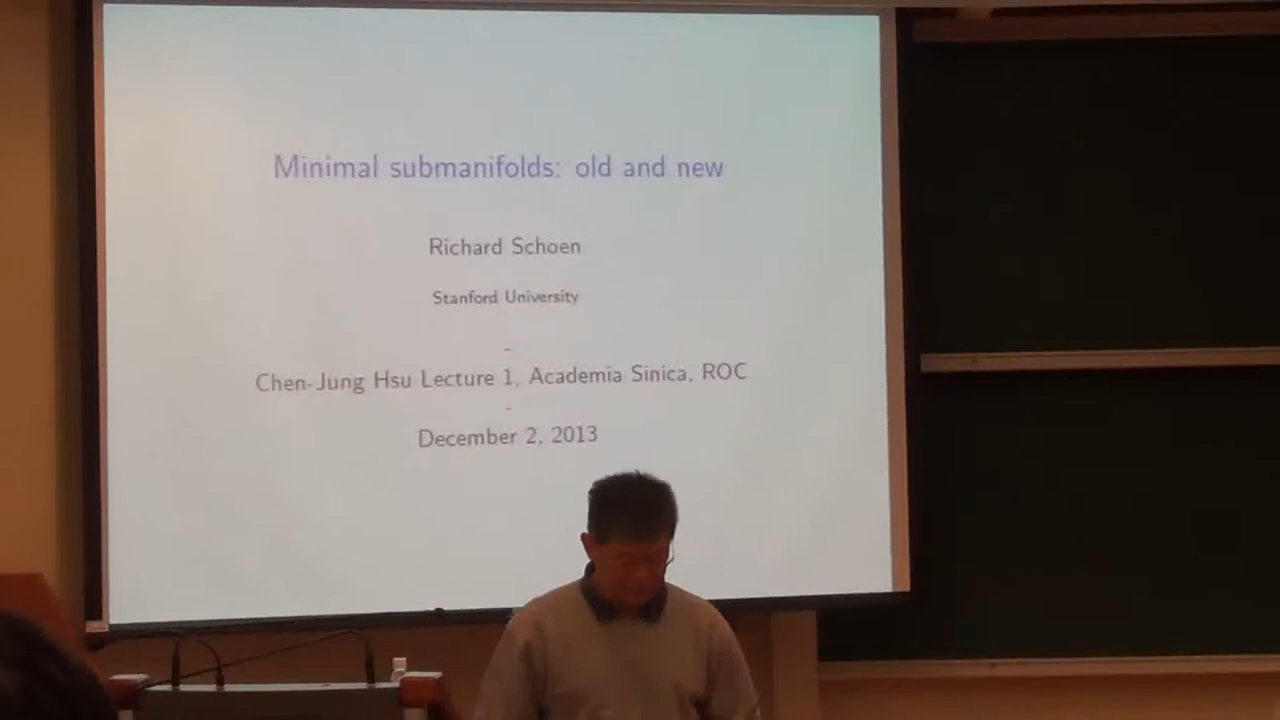 Minimal submanifolds: old and new
Richard Schoen
Stanford University
-
Chen-Jung Hsu Lecture 1, Academia Sinica, ROC
-
December 2, 2013